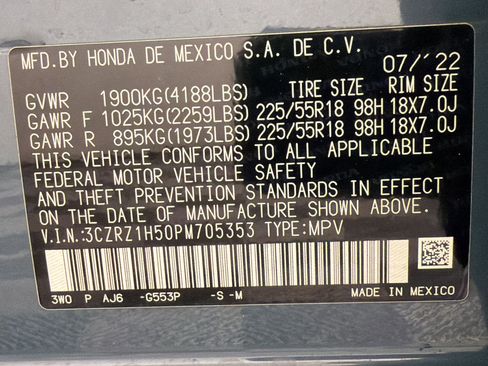 MFD.BY HONDA DE MEXICO S.A. DE C.V.
07/'22
GVWR 1900KG(4188LBS) TIRE SIZE RIM SIZE
GAWR F 1025KG(2259LBS) 225/55R18 98H 18X7.0J
GAWR R 895KG(1973LBS) 225/55R18 98H 18X7.0J
THIS VEHICLE CONFORMS TO ALL APPLICABLE
FEDERAL MOTOR VEHICLE SAFETY
AND THEFT PREVENTION STANDARDS IN EFFECT
ON THE DATE OF MANUFACTURE SHOWN ABOVE.
V.I.N.:3CZRZ1H50PM705353 TYPE:MPV
3WO P AJ6 -G553P -S -M
MADE IN MEXICO